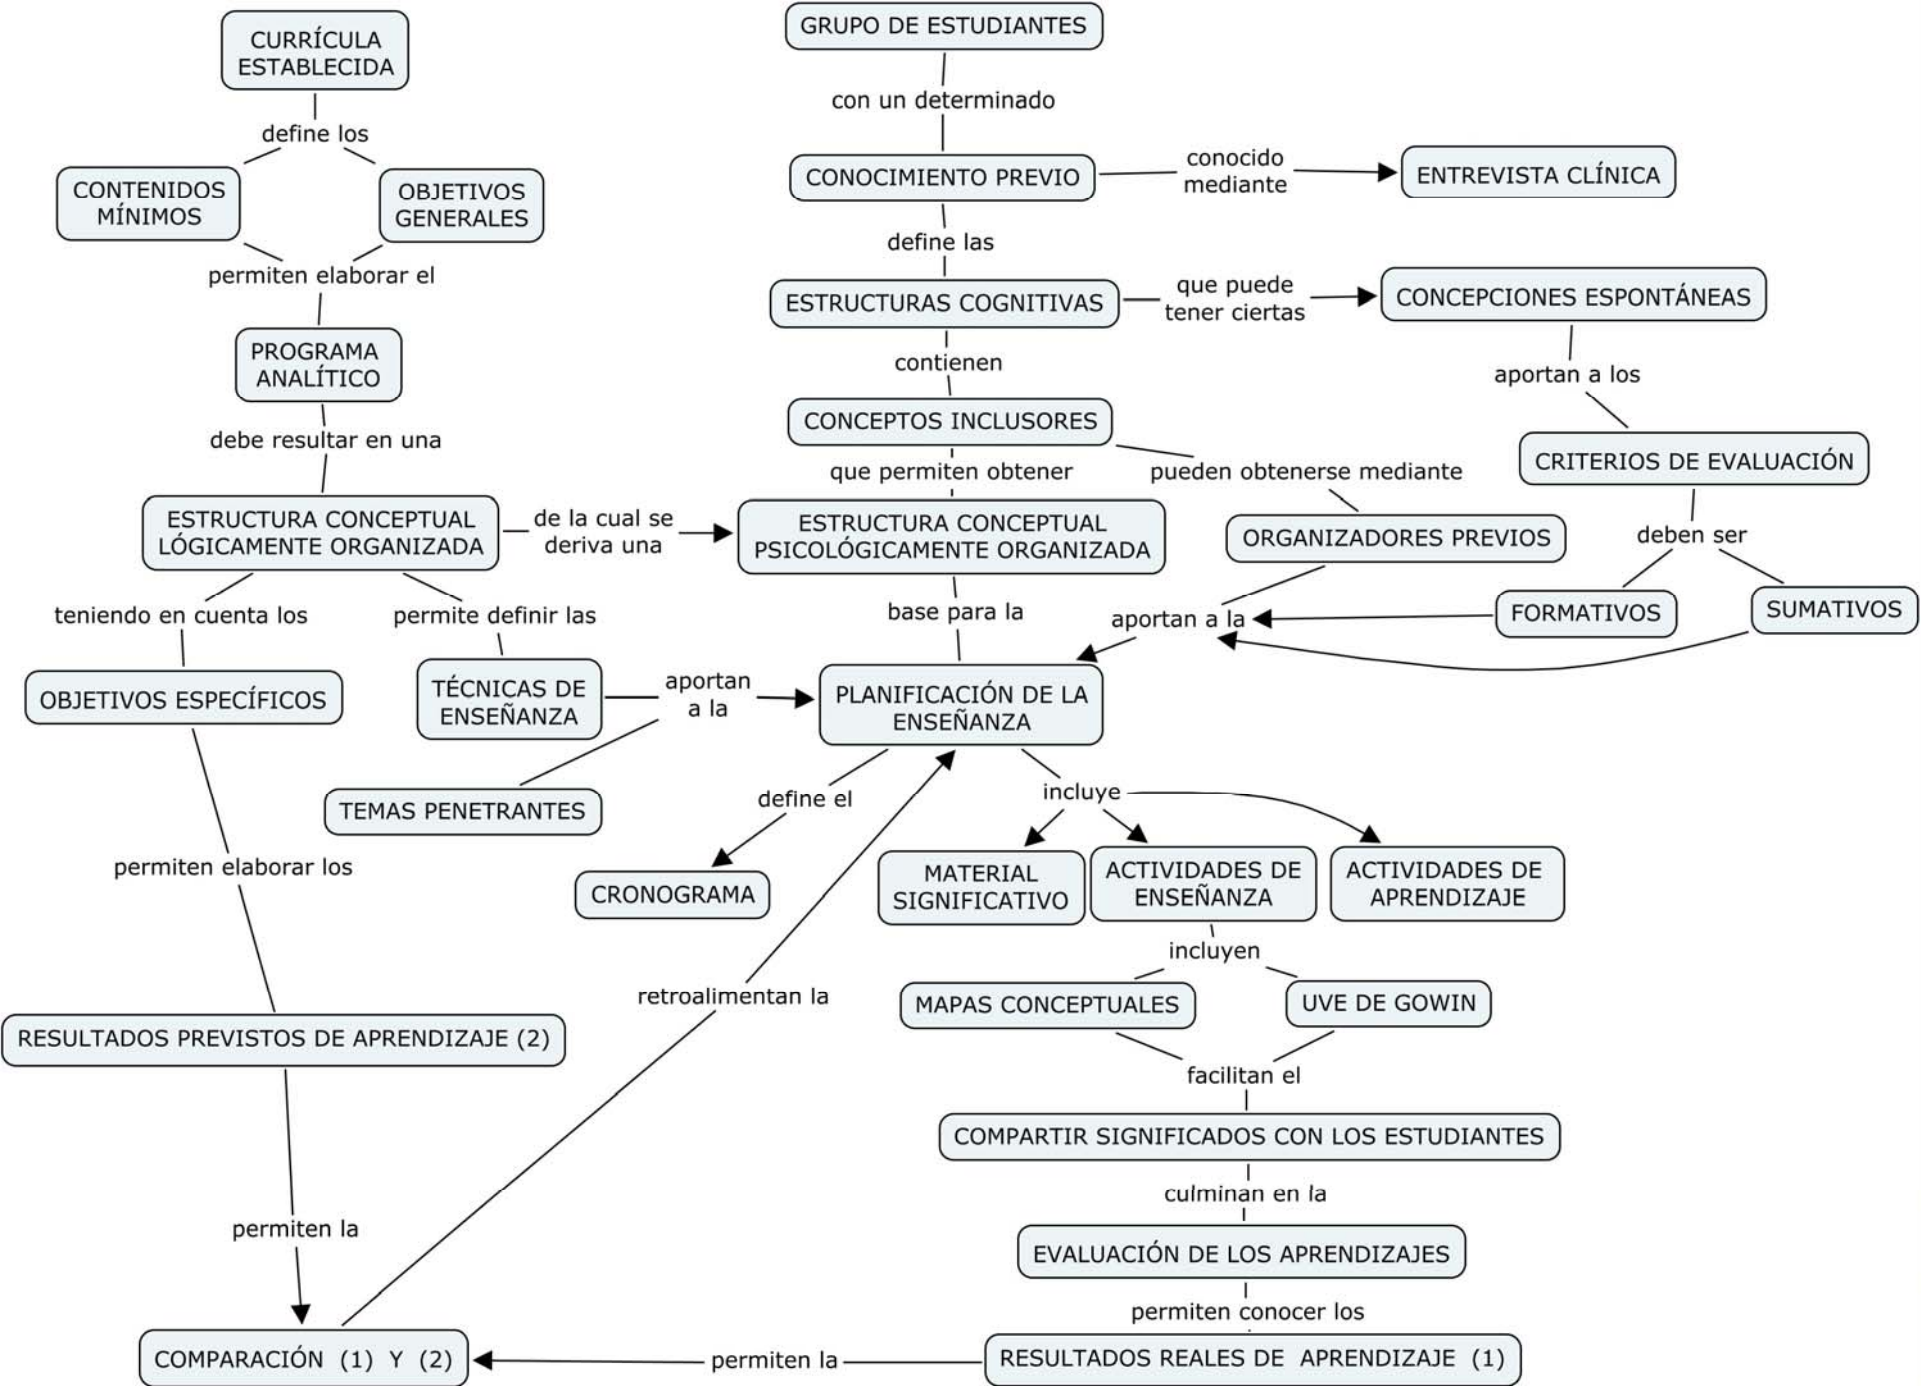 CURRÍCULA
ESTABLECIDA
define los
CONTENIDOS
MÍNIMOS
OBJETIVOS
GENERALES
permiten elaborar el
PROGRAMA
ANALÍTICO
debe resultar en una
ESTRUCTURA CONCEPTUAL
LÓGICAMENTE ORGANIZADA
de la cual se
deriva una
teniendo en cuenta los
permite definir las
OBJETIVOS ESPECÍFICOS
TÉCNICAS DE
ENSEÑANZA
aportan
a la
TEMAS PENETRANTES
permiten elaborar los
RESULTADOS PREVISTOS DE APRENDIZAJE (2)
permiten la
COMPARACIÓN (1) Y (2)
retroalimentan la
GRUPO DE ESTUDIANTES
con un determinado
CONOCIMIENTO PREVIO
conocido
mediante
ENTREVISTA CLÍNICA
define las
ESTRUCTURAS COGNITIVAS
que puede
tener ciertas
CONCEPCIONES ESPONTÁNEAS
aportan a los
CRITERIOS DE EVALUACIÓN
deben ser
FORMATIVOS
SUMATIVOS
contienen
CONCEPTOS INCLUSORES
que permiten obtener
pueden obtenerse mediante
ORGANIZADORES PREVIOS
aportan a la
ESTRUCTURA CONCEPTUAL
PSICOLÓGICAMENTE ORGANIZADA
base para la
PLANIFICACIÓN DE LA
ENSEÑANZA
define el
CRONOGRAMA
incluye
MATERIAL
SIGNIFICATIVO
ACTIVIDADES DE
ENSEÑANZA
ACTIVIDADES DE
APRENDIZAJE
incluyen
MAPAS CONCEPTUALES
UVE DE GOWIN
facilitan el
COMPARTIR SIGNIFICADOS CON LOS ESTUDIANTES
culminan en la
EVALUACIÓN DE LOS APRENDIZAJES
permiten conocer los
RESULTADOS REALES DE APRENDIZAJE (1)
permiten la